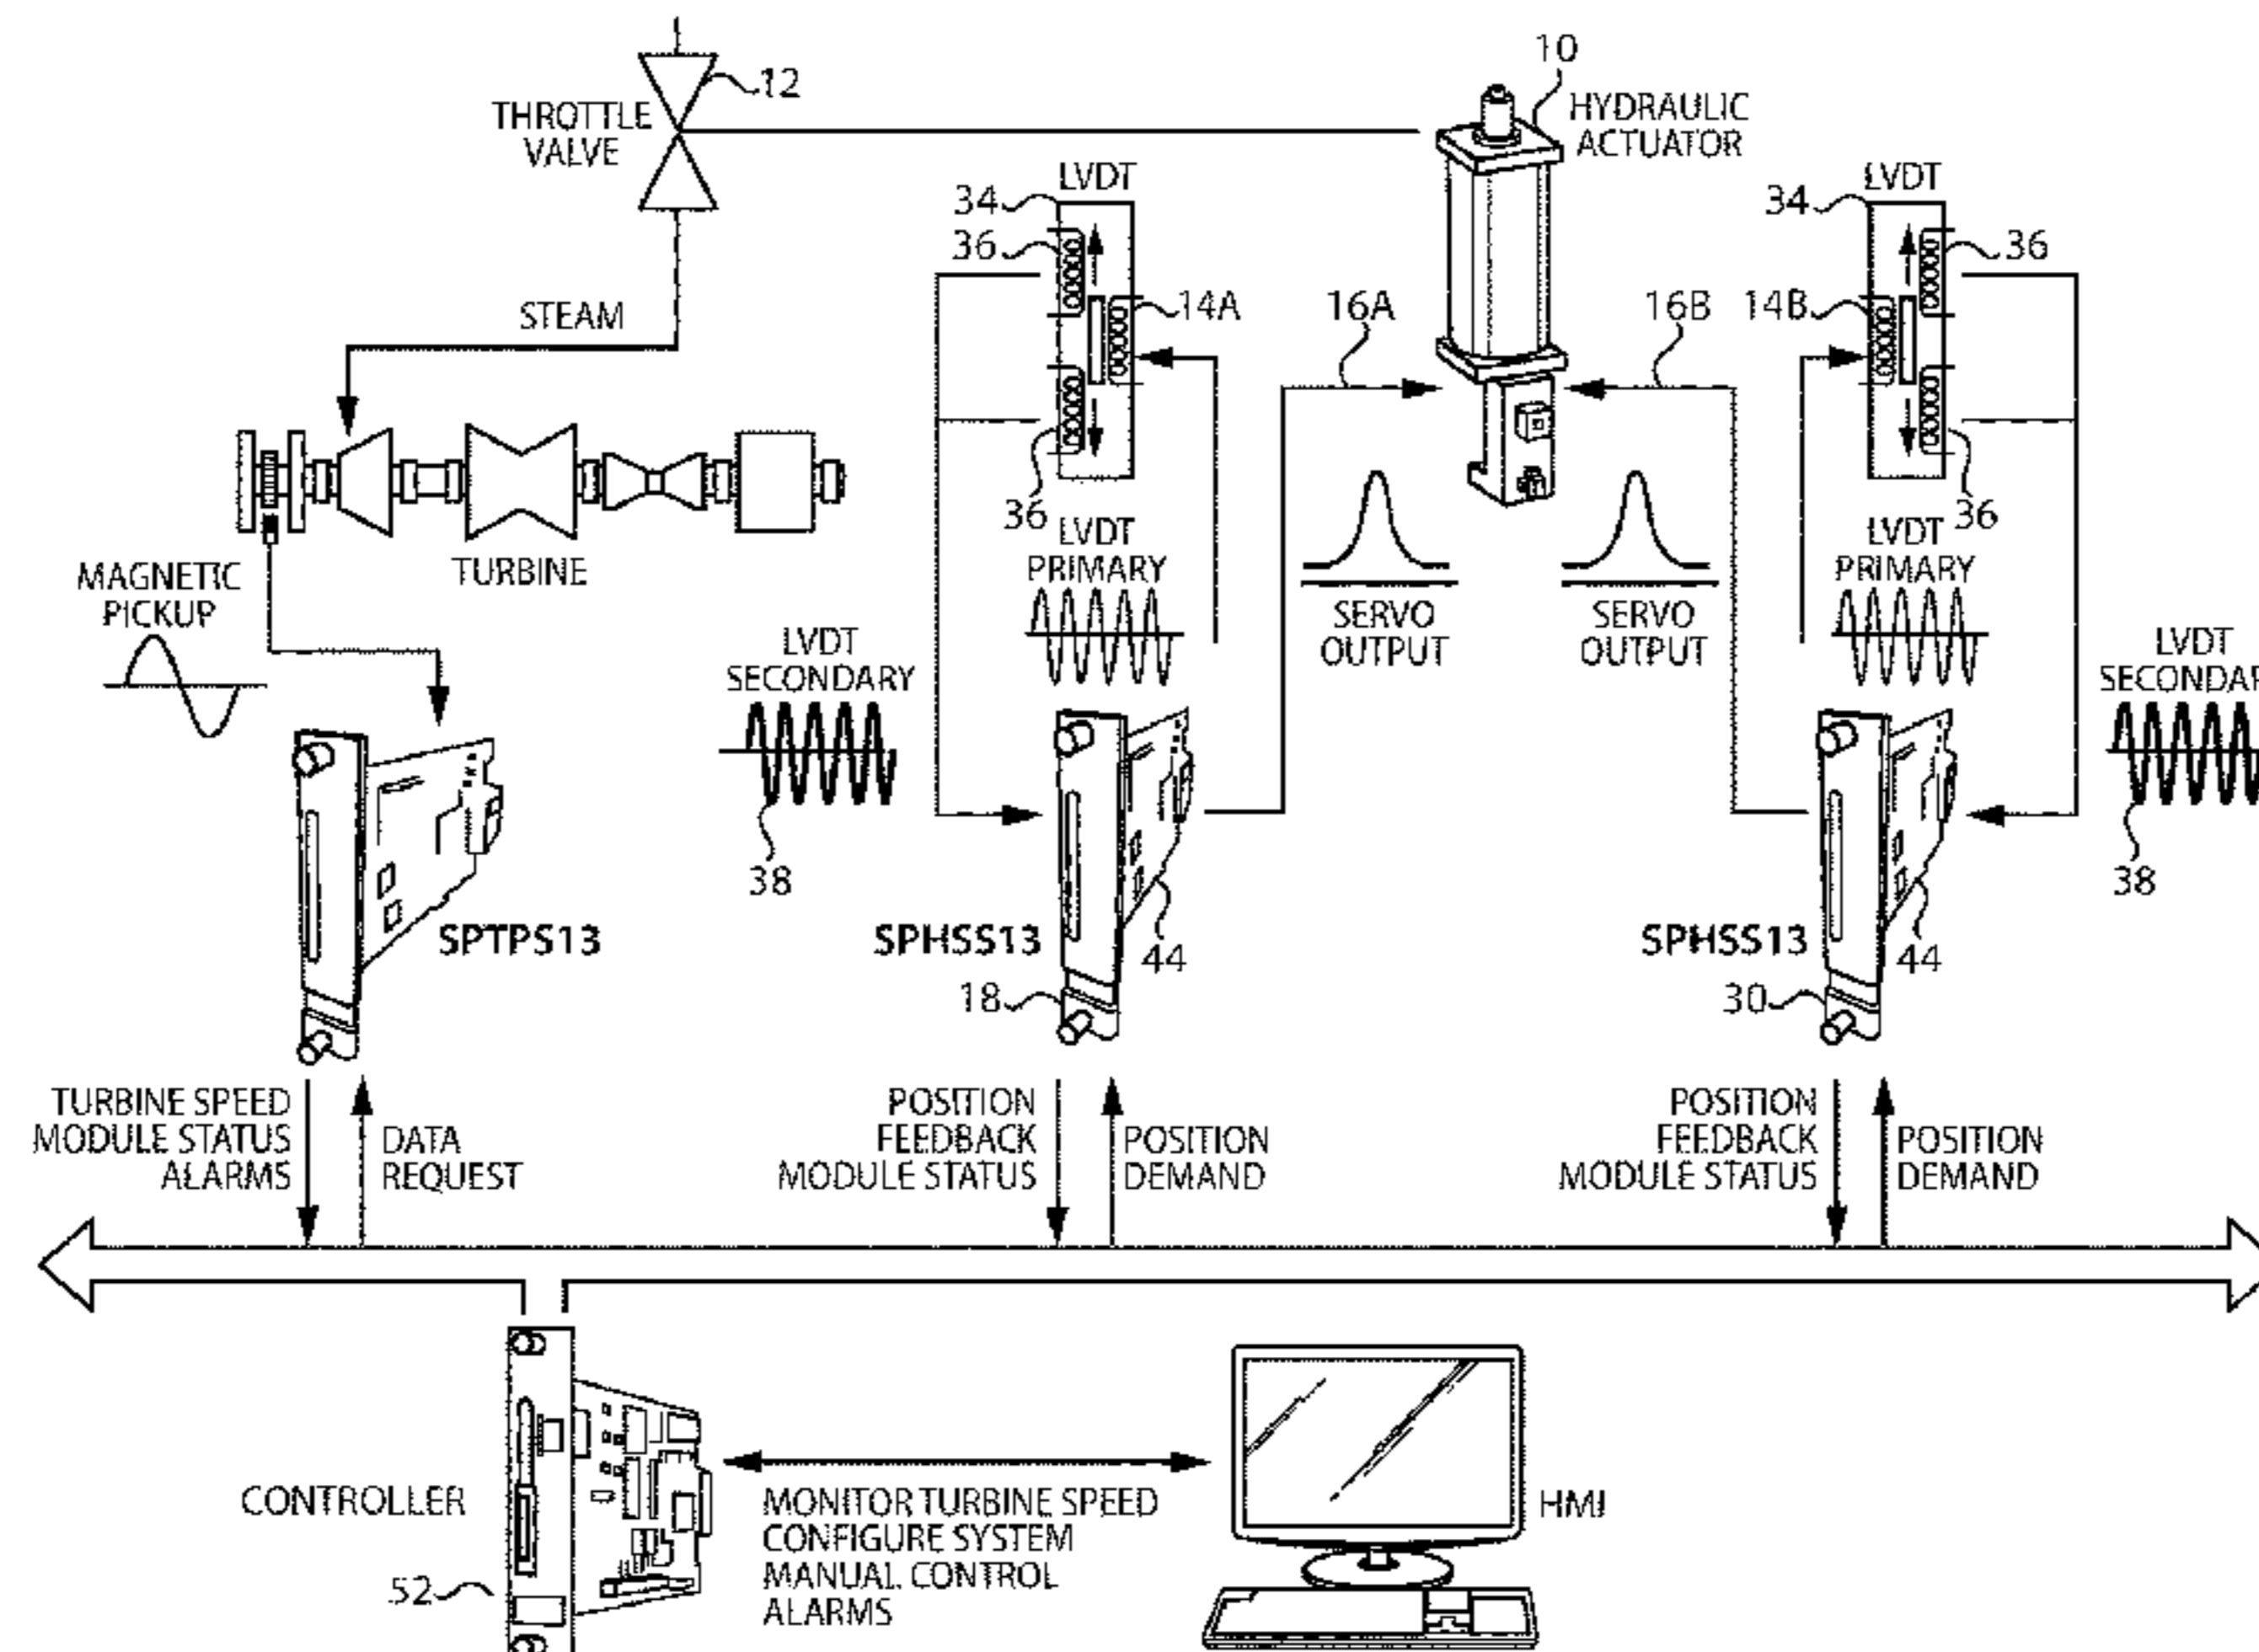 12
THROTTLE
VALVE
10
HYDRAULIC
ACTUATOR
LVDT
34
36
14A
36
STEAM
16A
16B
LVDT
34
36
14B
36
TURBINE
MAGNETIC
PICKUP
LVDT
PRIMARY
LVDT
SECONDARY
38
SERVO
OUTPUT
SERVO
OUTPUT
LVDT
PRIMARY
LVDT
SECONDAR
38
SPTPS13
SPHSS13
44
18
SPHSS13
44
30
TURBINE SPEED
MODULE STATUS
ALARMS
DATA
REQUEST
POSITION
FEEDBACK
MODULE STATUS
POSITION
DEMAND
POSITION
FEEDBACK
MODULE STATUS
POSITION
DEMAND
CONTROLLER
52
MONITOR TURBINE SPEED
CONFIGURE SYSTEM
MANUAL CONTROL
ALARMS
HMI